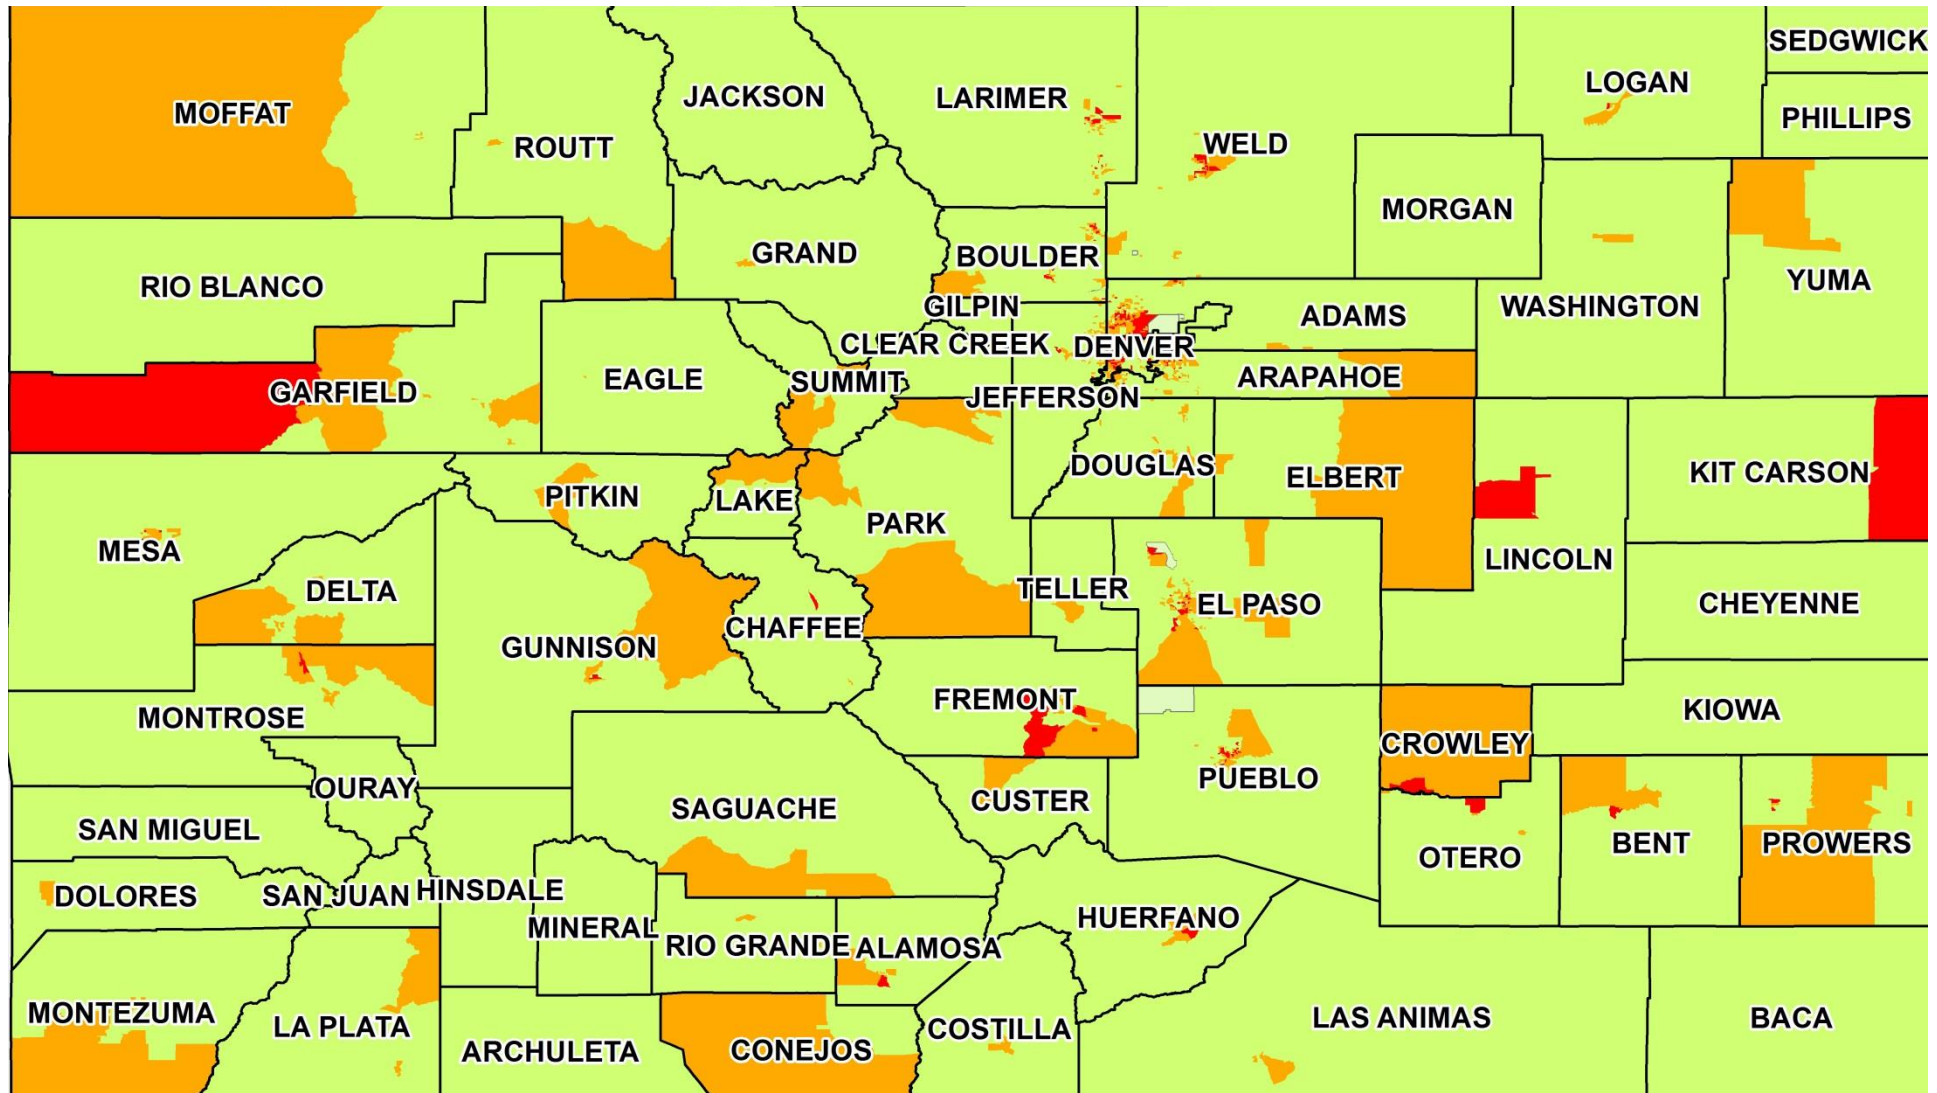 SEDGWICK
LOGAN
JACKSON
LARIMER
MOFFAT
PHILLIPS
WELD
ROUTT
MORGAN
GRAND
BOULDER
YUMA
RIO BLANCO
GILPIN
WASHINGTON
ADAMS
CLEAR CREEK
DENVER
EAGLE
SUMMIT
ARAPAHOE
GARFIELD
JEFFERSON
DOUGLAS
KIT CARSON
ELBERT
PITKIN
LAKE
PARK
MESA
LINCOLN
TELLER
DELTA
EL PASO
CHEYENNE
CHAFFEE
GUNNISON
FREMONT
KIOWA
MONTROSE
CROWLEY
PUEBLO
OURAY
CUSTER
SAGUACHE
SAN MIGUEL
BENT
PROWERS
OTERO
HINSDALE
DOLORES
SAN JUAN
HUERFANO
MINERAL
RIO GRANDE
ALAMOSA
MONTEZUMA
LAS ANIMAS
BACA
LA PLATA
COSTILLA
ARCHULETA
CONEJOS